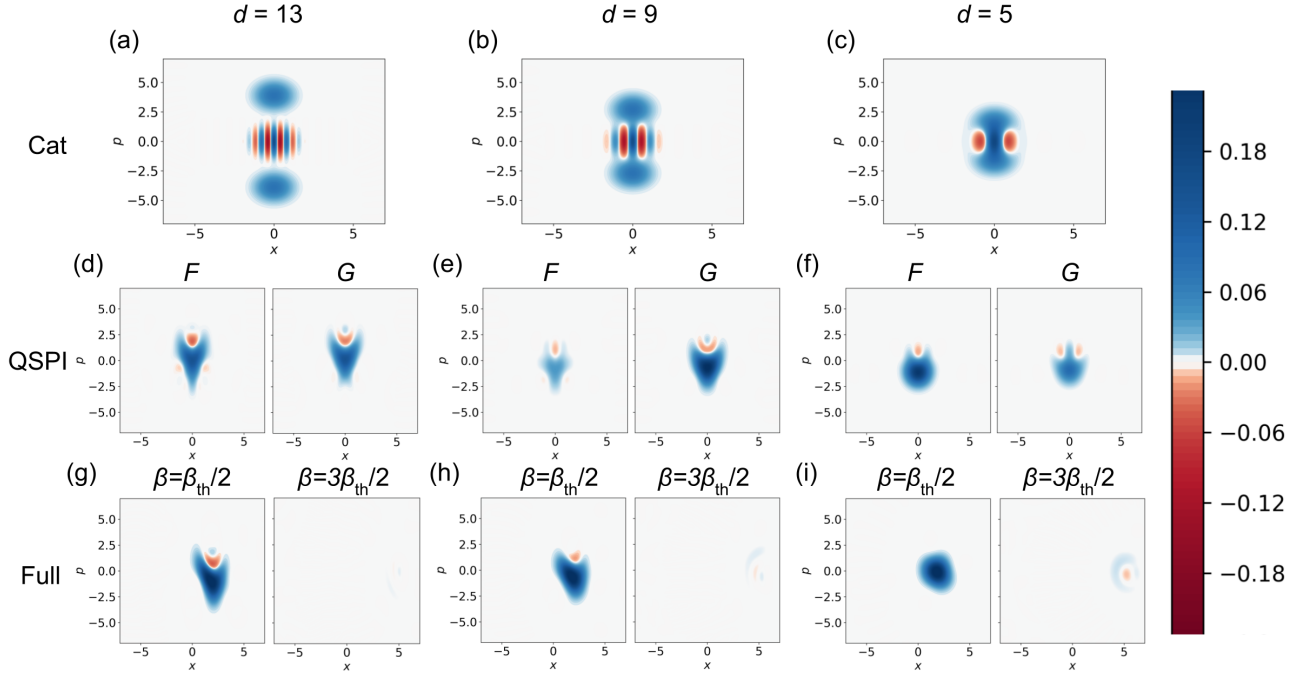 d = 13 d = 9 d = 5
(a) (b) (c)
Cat
5.0 2.5 0.0 −2.5 −5.0 p
−5 0 5 x
5.0 2.5 0.0 −2.5 −5.0 p
−5 0 5 x
5.0 2.5 0.0 −2.5 −5.0 p
−5 0 5 x
(d) F G (e) F G (f) F G
QSPI
5.0 2.5 0.0 −2.5 −5.0 p
−5 0 5 x
−5 0 5 x
5.0 2.5 0.0 −2.5 −5.0 p
−5 0 5 x
−5 0 5 x
5.0 2.5 0.0 −2.5 −5.0 p
−5 0 5 x
−5 0 5 x
(g) β=βth/2 β=3βth/2 (h) β=βth/2 β=3βth/2 (i) β=βth/2 β=3βth/2
Full
5.0 2.5 0.0 −2.5 −5.0 p
−5 0 5 x
−5 0 5 x
5.0 2.5 0.0 −2.5 −5.0 p
−5 0 5 x
−5 0 5 x
5.0 2.5 0.0 −2.5 −5.0 p
−5 0 5 x
−5 0 5 x
0.18
0.12
0.06
0.00
−0.06
−0.12
−0.18